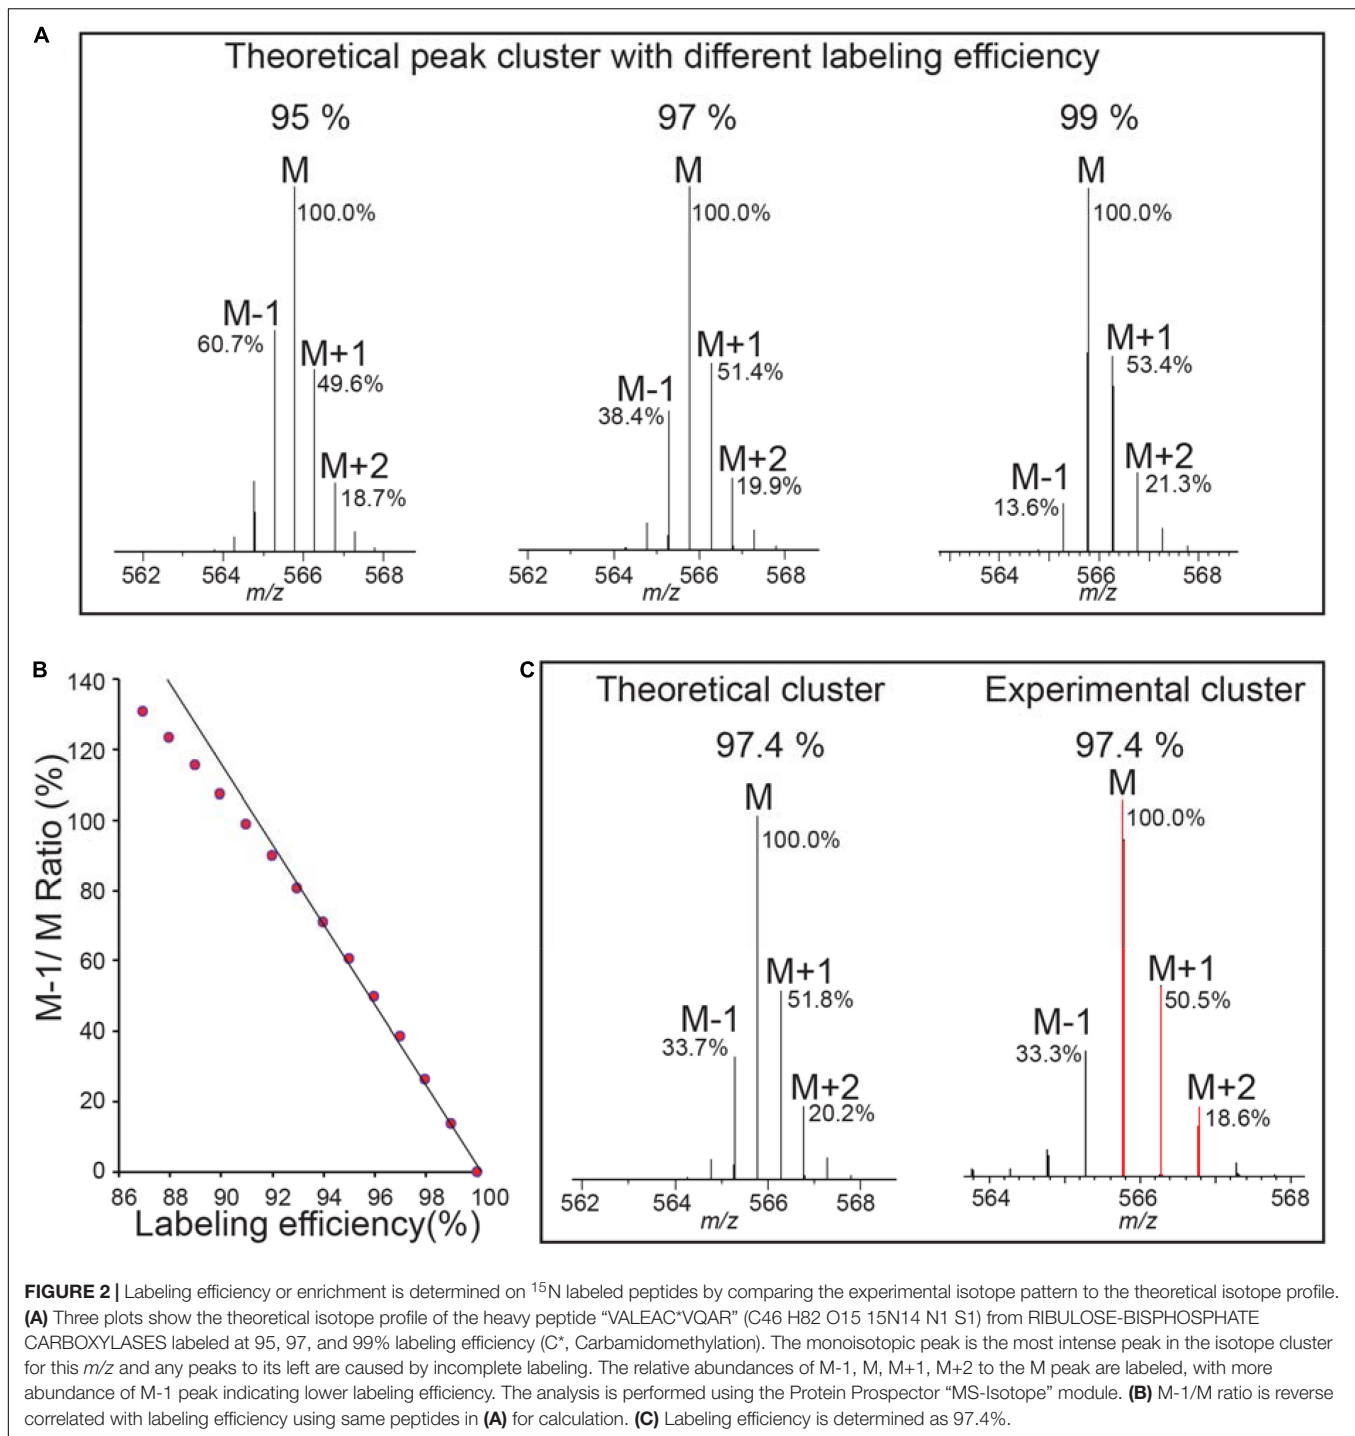 A
Theoretical peak cluster with different labeling efficiency
95 %
97 %
99 %
M
100.0%
M-1
60.7%
M+1
49.6%
M+2
18.7%
562 564 566 568
m/z
M
100.0%
M+1
51.4%
M-1
38.4%
M+2
19.9%
562 564 566 568
m/z
M
100.0%
M+1
53.4%
M+2
21.3%
M-1
13.6%
564 566 568
m/z
B
140
120
100
80
60
40
20
0
M-1/ M Ratio (%)
86 88 90 92 94 96 98 100
Labeling efficiency(%)
C
Theoretical cluster
97.4 %
M
100.0%
M+1
51.8%
M-1
33.7%
M+2
20.2%
562 564 566 568
m/z
Experimental cluster
97.4 %
M
100.0%
M+1
50.5%
M-1
33.3%
M+2
18.6%
564 566 568
m/z
FIGURE 2 | Labeling efficiency or enrichment is determined on 15N labeled peptides by comparing the experimental isotope pattern to the theoretical isotope profile.
(A) Three plots show the theoretical isotope profile of the heavy peptide “VALEAC*VQAR” (C46 H82 O15 15N14 N1 S1) from RIBULOSE-BISPHOSPHATE
CARBOXYLASES labeled at 95, 97, and 99% labeling efficiency (C*, Carbamidomethylation). The monoisotopic peak is the most intense peak in the isotope cluster
for this m/z and any peaks to its left are caused by incomplete labeling. The relative abundances of M-1, M, M+1, M+2 to the M peak are labeled, with more
abundance of M-1 peak indicating lower labeling efficiency. The analysis is performed using the Protein Prospector “MS-Isotope” module. (B) M-1/M ratio is reverse
correlated with labeling efficiency using same peptides in (A) for calculation. (C) Labeling efficiency is determined as 97.4%.